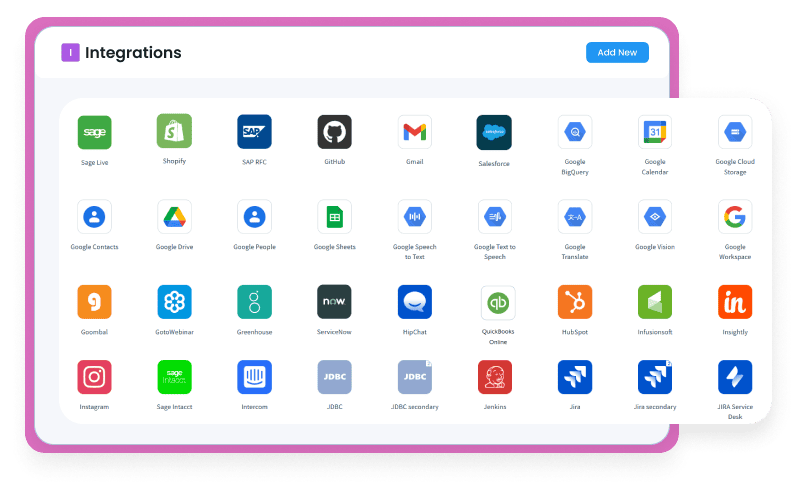 I Integrations
Add New
sage
SAP
31
Sage Live
Shopify
SAP RFC
GitHub
Gmail
Salesforce
Google
BigQuery
Google
Calendar
Google Cloud
Storage
Google Contacts
Google Drive
Google People
Google Sheets
Google Speech
to Text
Google Text to
Speech
Google
Translate
Google Vision
Google
Workspace
now
qb
in
Goombal
GotoWebinar
Greenhouse
ServiceNow
HipChat
QuickBooks
Online
HubSpot
Infusionsoft
Insightly
sage
intacct
JDBC
JDBC
Instagram
Sage Intacct
Intercom
JDBC
JDBC secondary
Jenkins
Jira
Jira secondary
JIRA Service
Desk